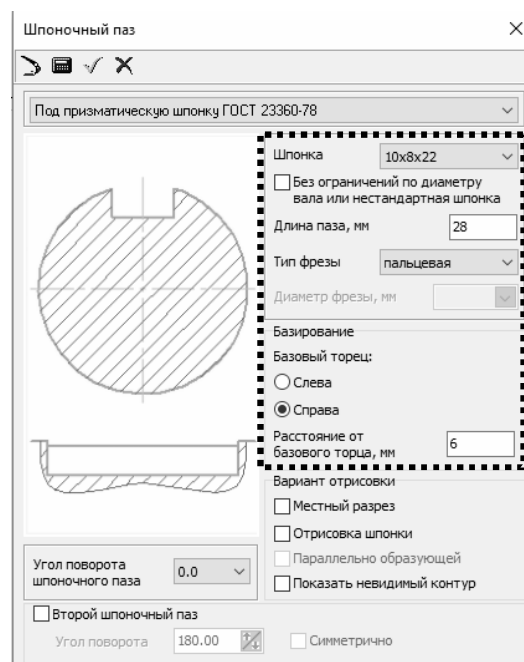 Шпоночный паз
Под призматическую шпонку ГОСТ 23360-78
Шпонка 10x8x22
Без ограничений по диаметру
вала или нестандартная шпонка
Длина паза, мм 28
Тип фрезы пальцевая
Диаметр фрезы, мм
Базирование
Базовый торец:
Слева
Справа
Расстояние от
базового торца, мм 6
Вариант отрисовки
Местный разрез
Отрисовка шпонки
Параллельно образующей
Показать невидимый контур
Угол поворота
шпоночного паза 0.0
Второй шпоночный паз
Угол поворота 180.00 Симметрично